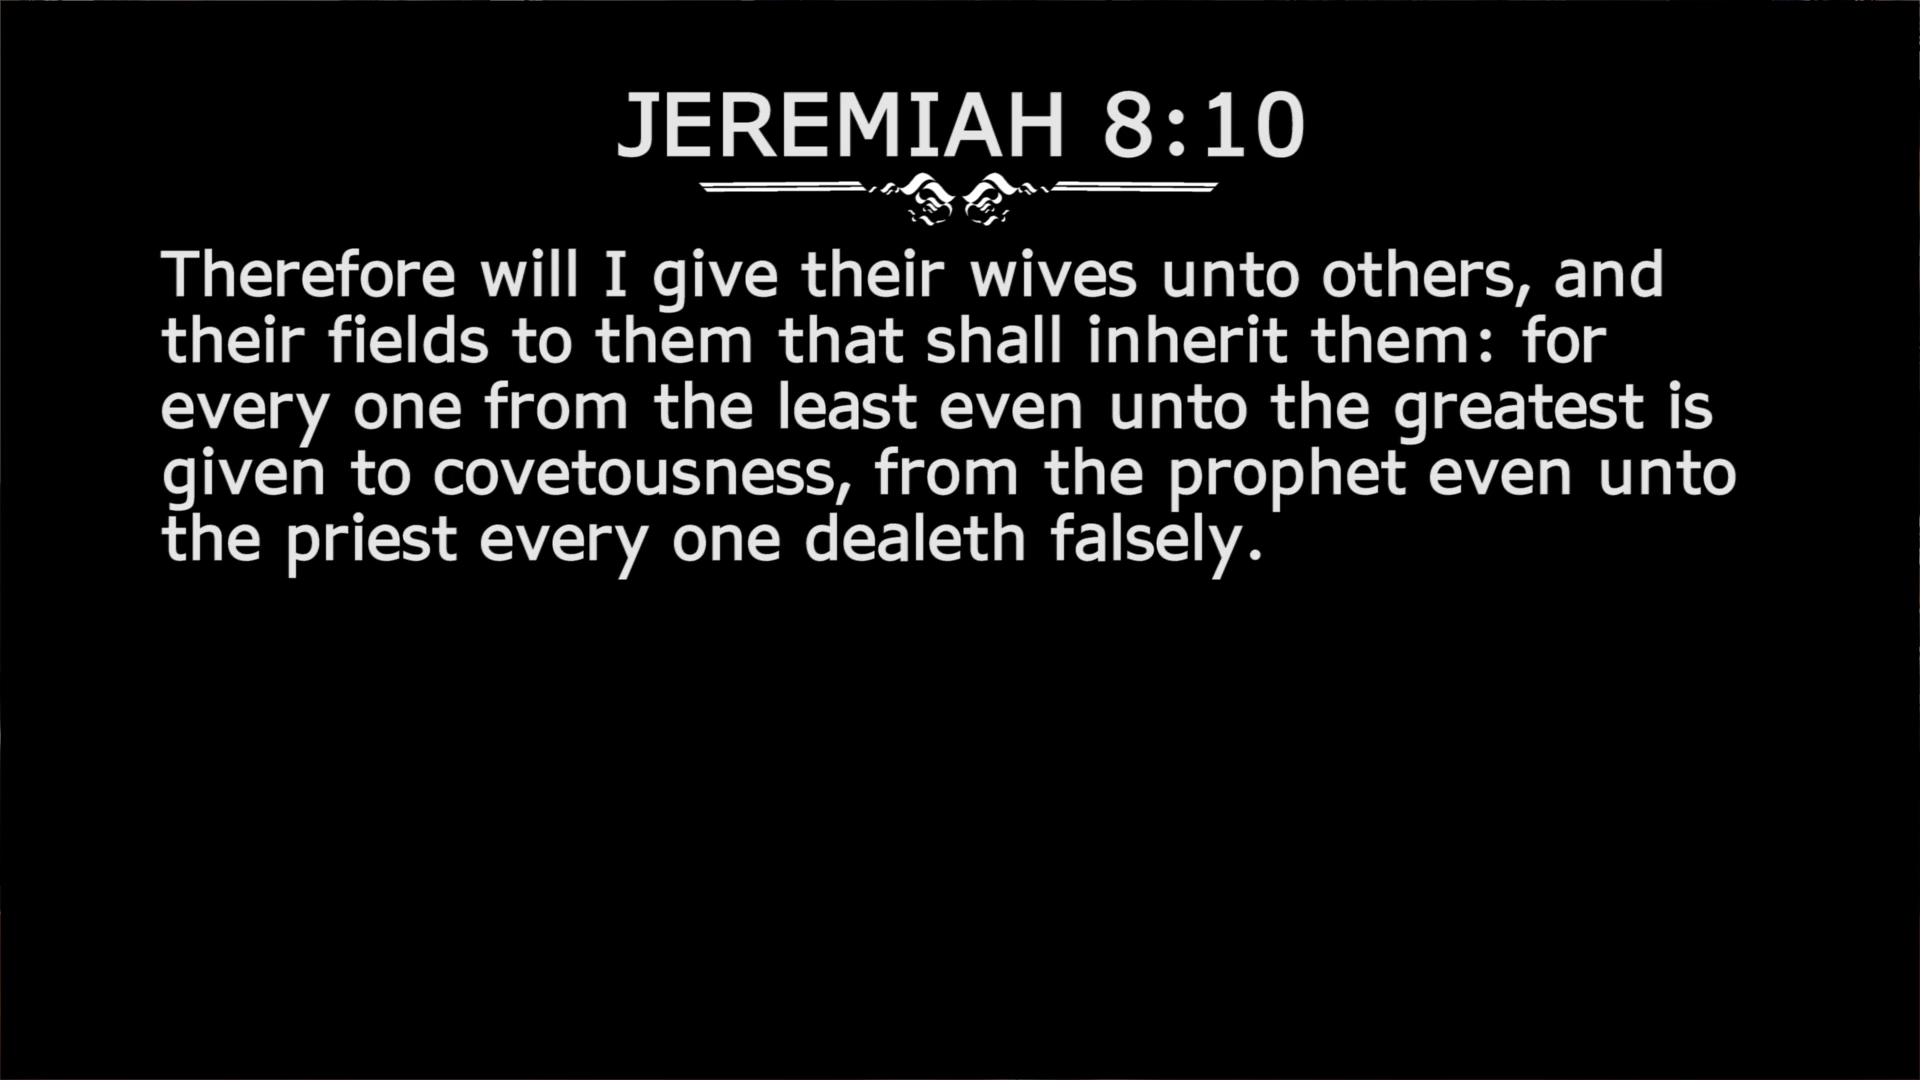 JEREMIAH 8:10
Therefore will I give their wives unto others, and
their fields to them that shall inherit them: for
every one from the least even unto the greatest is
given to covetousness, from the prophet even unto
the priest every one dealeth falsely.